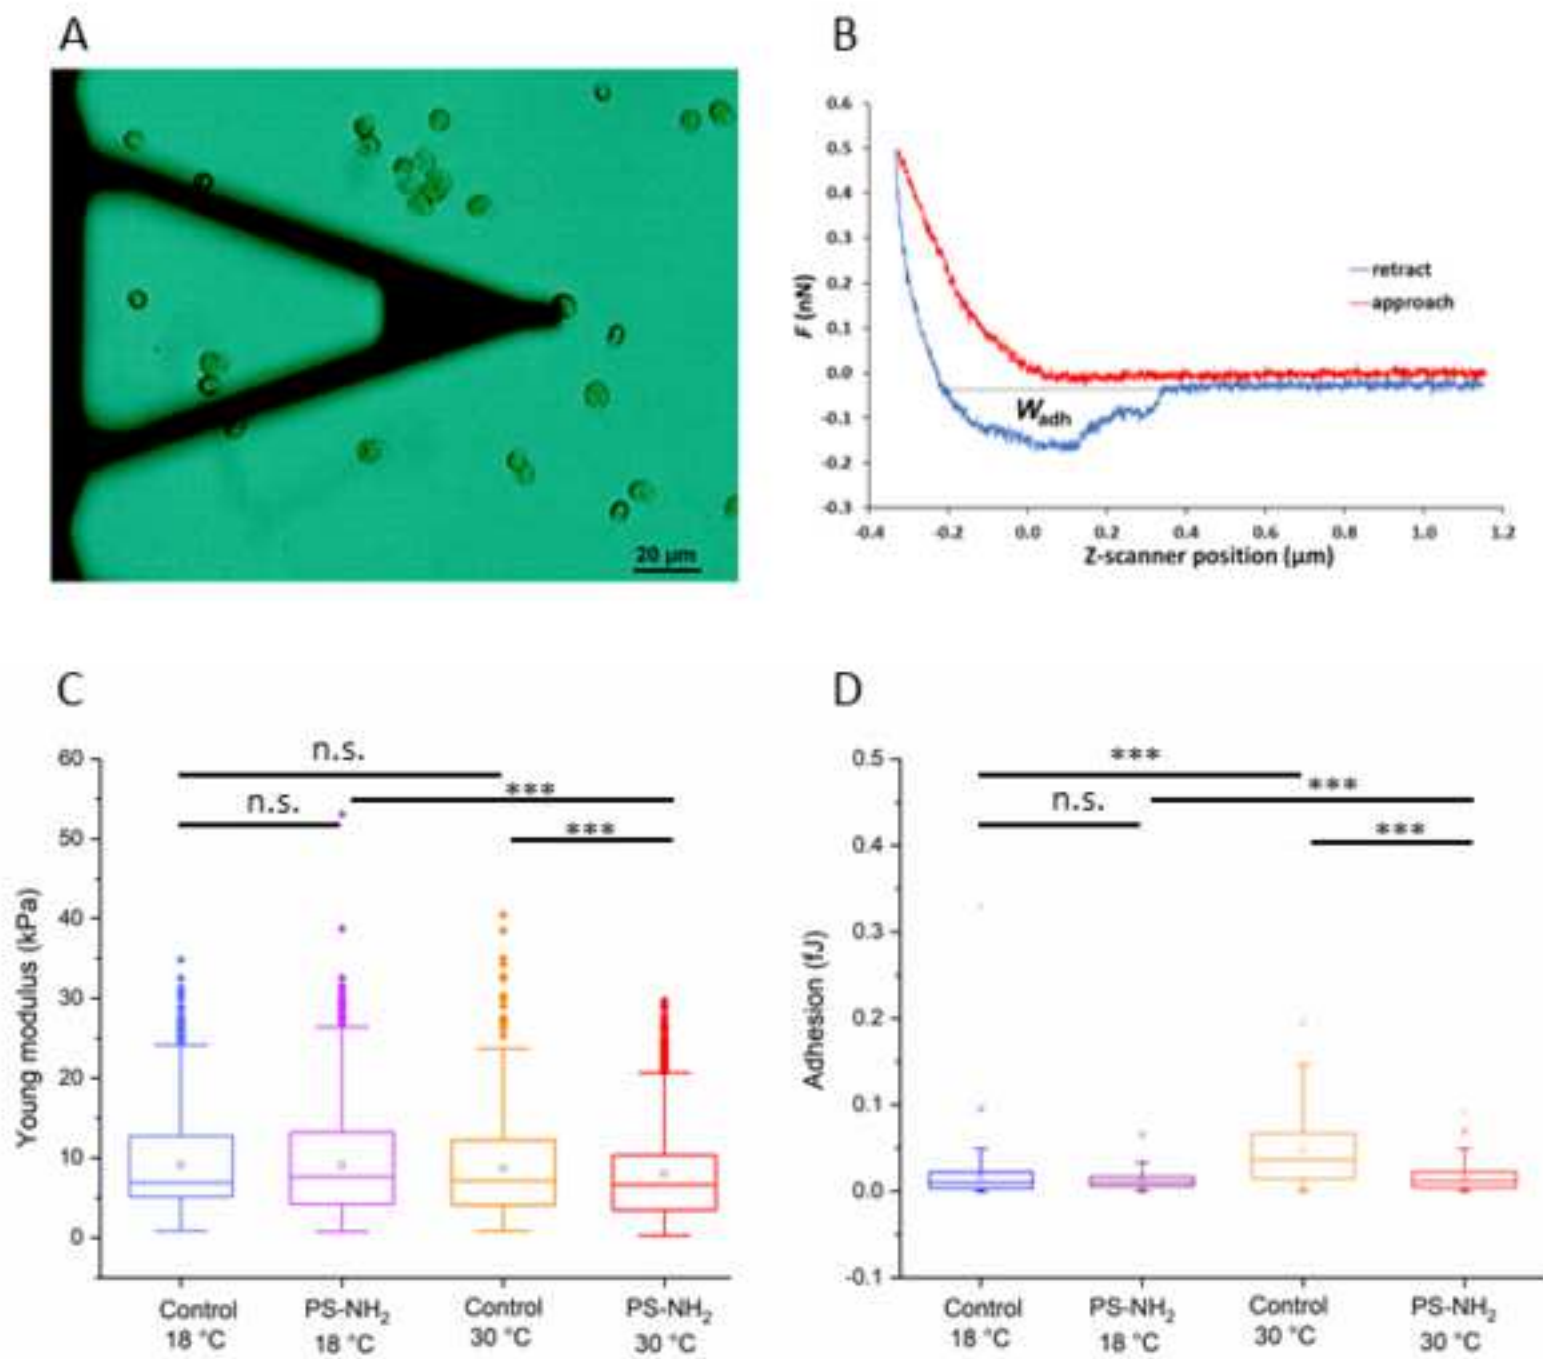 A
20 µm
B
0.6
0.5
0.4
0.3
0.2
0.1
0.0
-0.1
-0.2
-0.3
F (nN)
retract
approach
Wadh
-0.4 -0.2 0.0 0.2 0.4 0.6 0.8 1.0 1.2
Z-scanner position (µm)
C
60
50
40
30
20
10
0
Young modulus (kPa)
n.s.
***
n.s.
***
Control 18 °C
PS-NH₂ 18 °C
Control 30 °C
PS-NH₂ 30 °C
D
0.5
0.4
0.3
0.2
0.1
0.0
-0.1
Adhesion (fJ)
***
***
n.s.
***
Control 18 °C
PS-NH₂ 18 °C
Control 30 °C
PS-NH₂ 30 °C